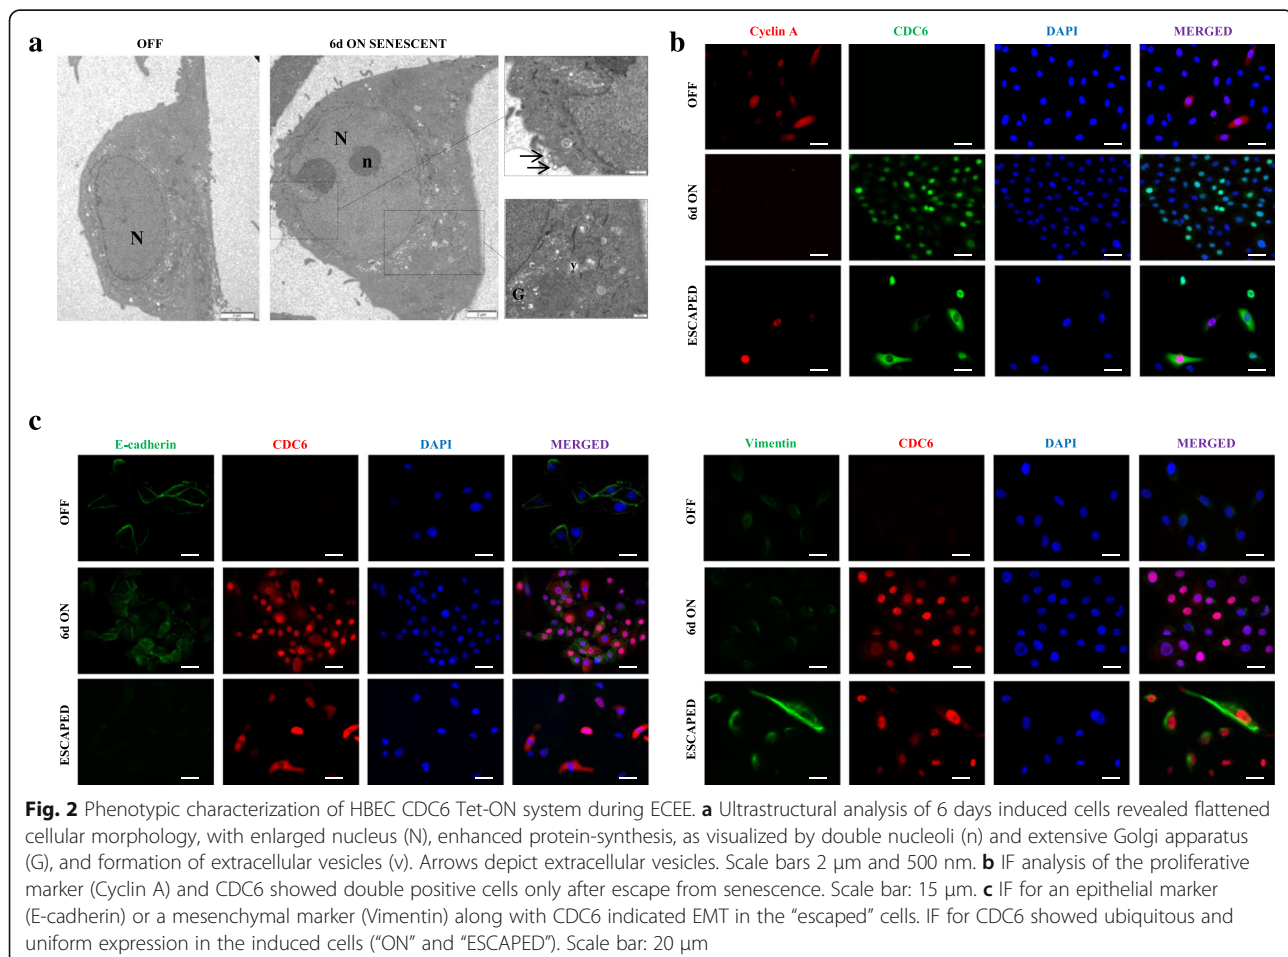 a
OFF
6d ON SENESCENT
N
N
n
G
v
2 µm
b
Cyclin A
CDC6
DAPI
MERGED
OFF
6d ON
ESCAPED
c
E-cadherin
CDC6
DAPI
MERGED
OFF
6d ON
ESCAPED
Vimentin
CDC6
DAPI
MERGED
OFF
6d ON
ESCAPED
Fig. 2 Phenotypic characterization of HBEC CDC6 Tet-ON system during ECEE. a Ultrastructural analysis of 6 days induced cells revealed flattened
cellular morphology, with enlarged nucleus (N), enhanced protein-synthesis, as visualized by double nucleoli (n) and extensive Golgi apparatus
(G), and formation of extracellular vesicles (v). Arrows depict extracellular vesicles. Scale bars 2 μm and 500 nm. b IF analysis of the proliferative
marker (Cyclin A) and CDC6 showed double positive cells only after escape from senescence. Scale bar: 15 μm. c IF for an epithelial marker
(E-cadherin) or a mesenchymal marker (Vimentin) along with CDC6 indicated EMT in the “escaped” cells. IF for CDC6 showed ubiquitous and
uniform expression in the induced cells (“ON” and “ESCAPED”). Scale bar: 20 μm